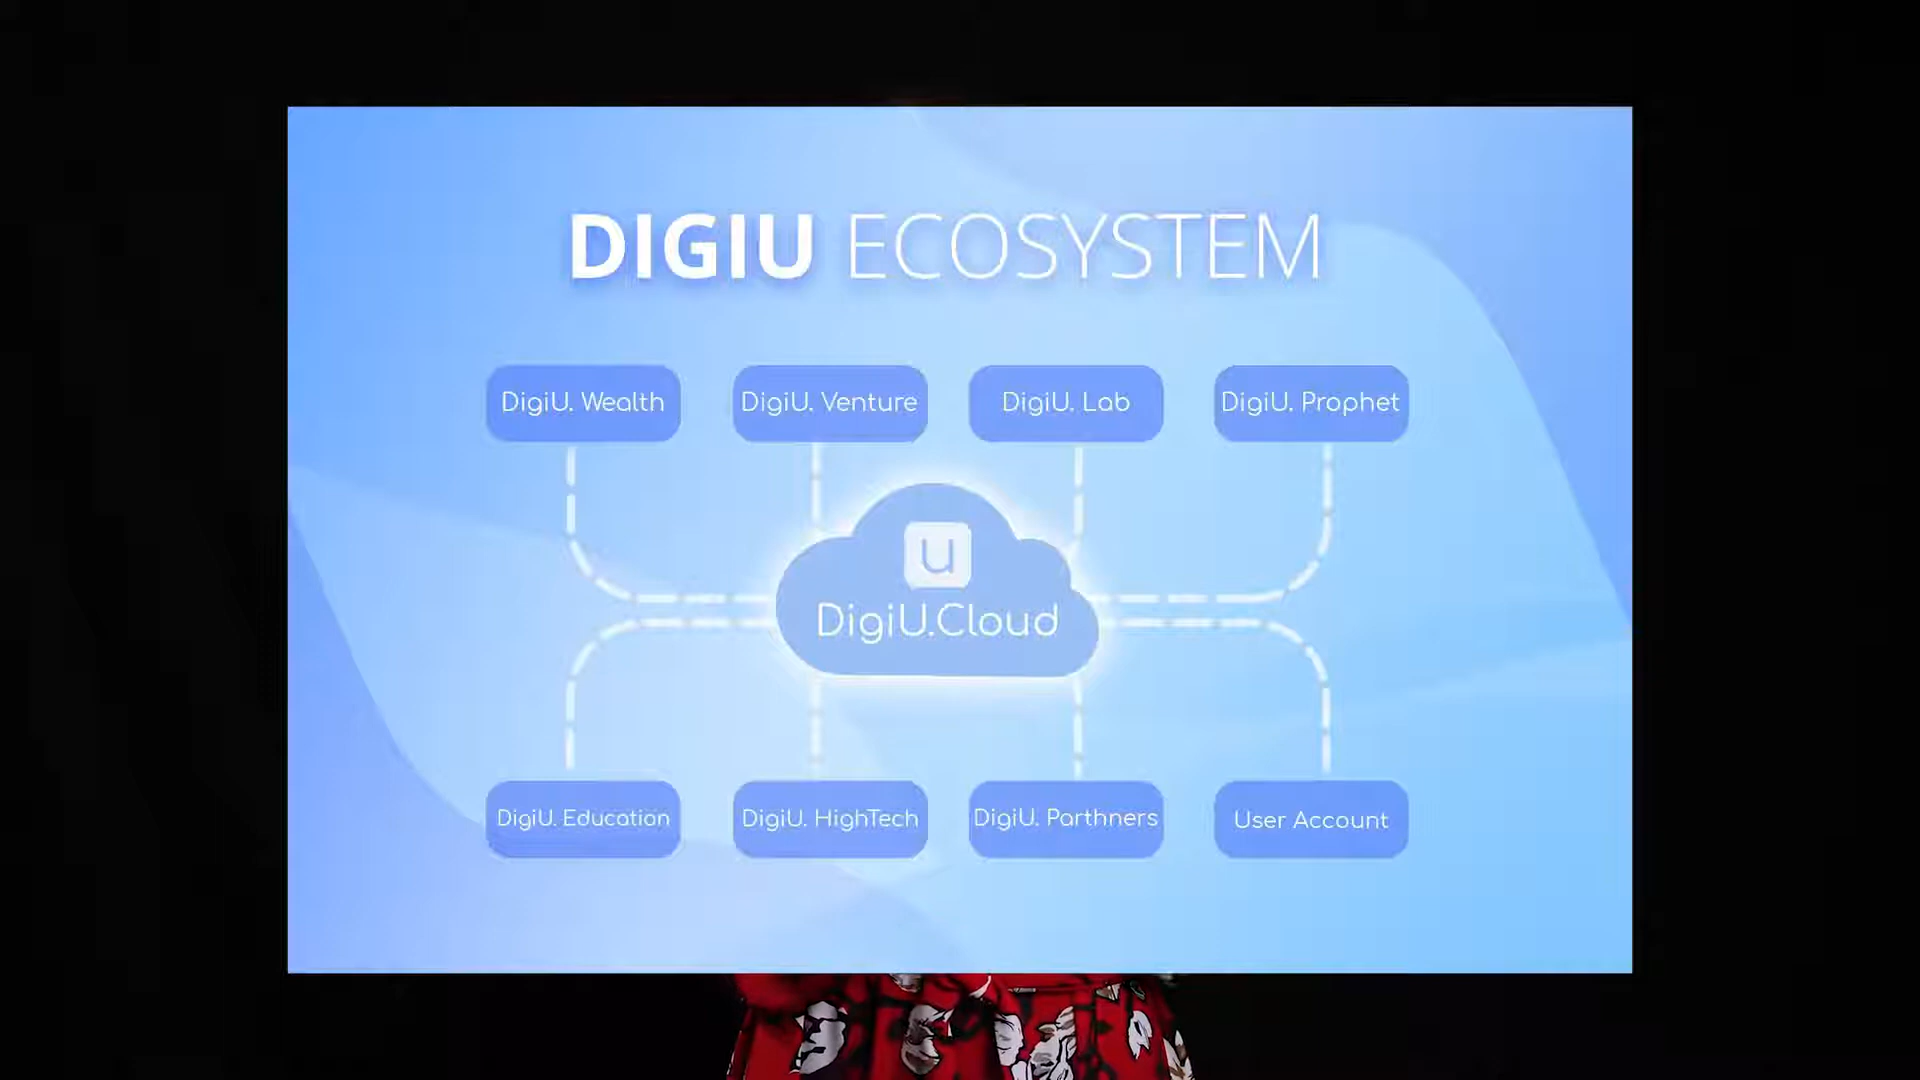 DIGIU ECOSYSTEM
DigiU. Wealth
DigiU. Venture
DigiU. Lab
DigiU. Prophet
u
DigiU.Cloud
DigiU. Education
DigiU. HighTech
DigiU. Parthners
User Account